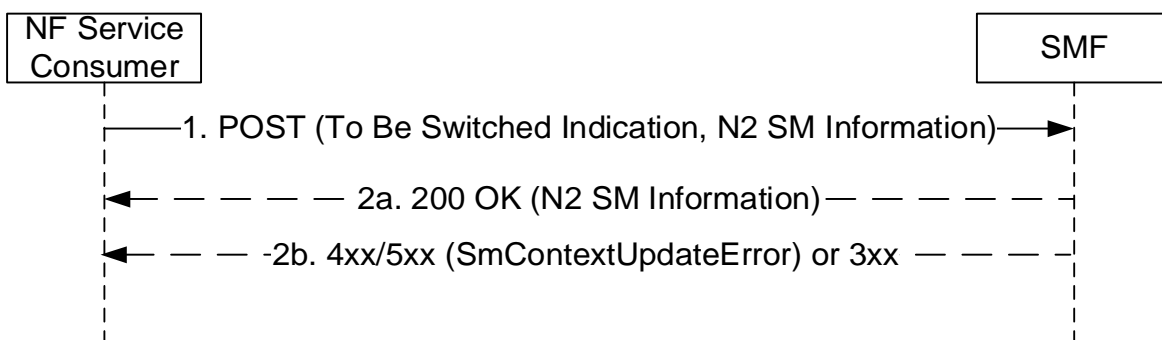 NF Service
Consumer
SMF
1. POST (To Be Switched Indication, N2 SM Information)
2a. 200 OK (N2 SM Information)
2b. 4xx/5xx (SmContextUpdateError) or 3xx